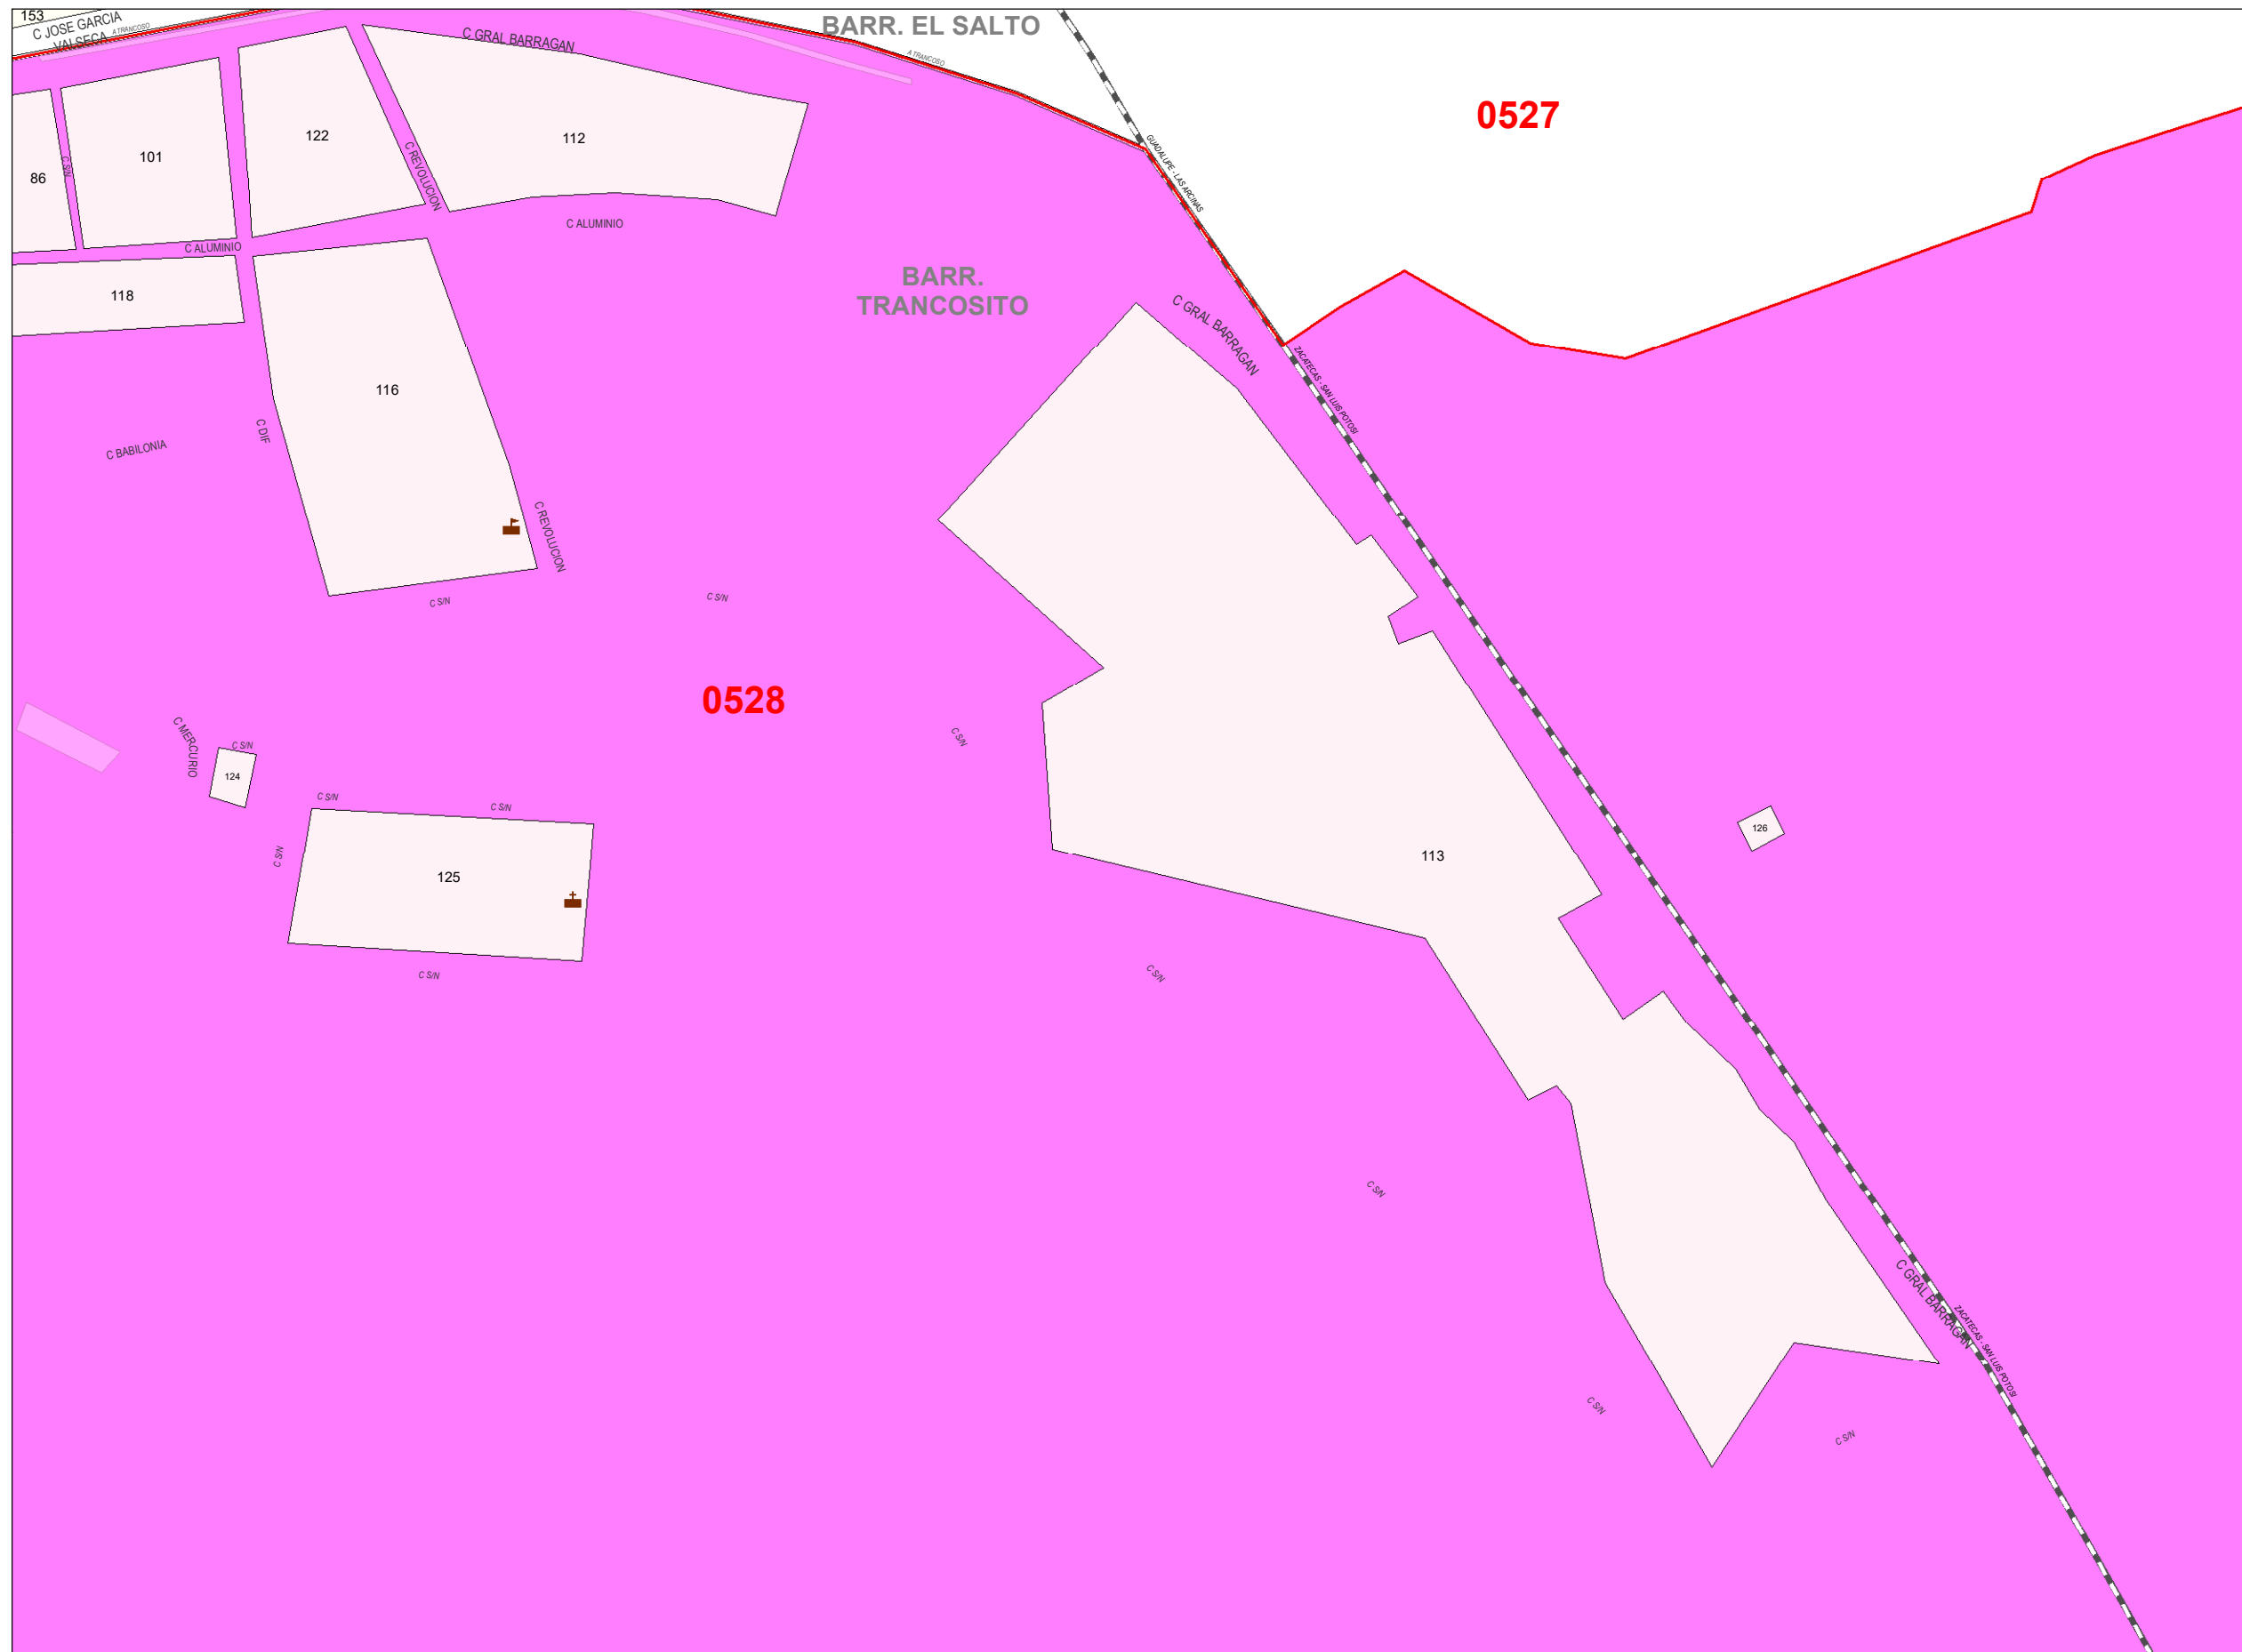 153
C JOSE GARCIA
VALSECA
A TRANCOSO
C GRAL BARRAGAN
BARR. EL SALTO
A TRANCOSO
0527
122
112
101
86
C S/N
C REVOLUCION
GUADALUPE - LAS ARCINAS
C ALUMINIO
C ALUMINIO
BARR.
TRANCOSITO
118
C GRAL BARRAGAN
ZACATECAS - SAN LUIS POTOSI
116
C DIF
C BABILONIA
C REVOLUCION
C S/N
C S/N
0528
C MERCURIO
C S/N
C S/N
124
C S/N
C S/N
126
C S/N
113
125
C S/N
C S/N
C S/N
C GRAL BARRAGAN
ZACATECAS - SAN LUIS POTOSI
C S/N
C S/N